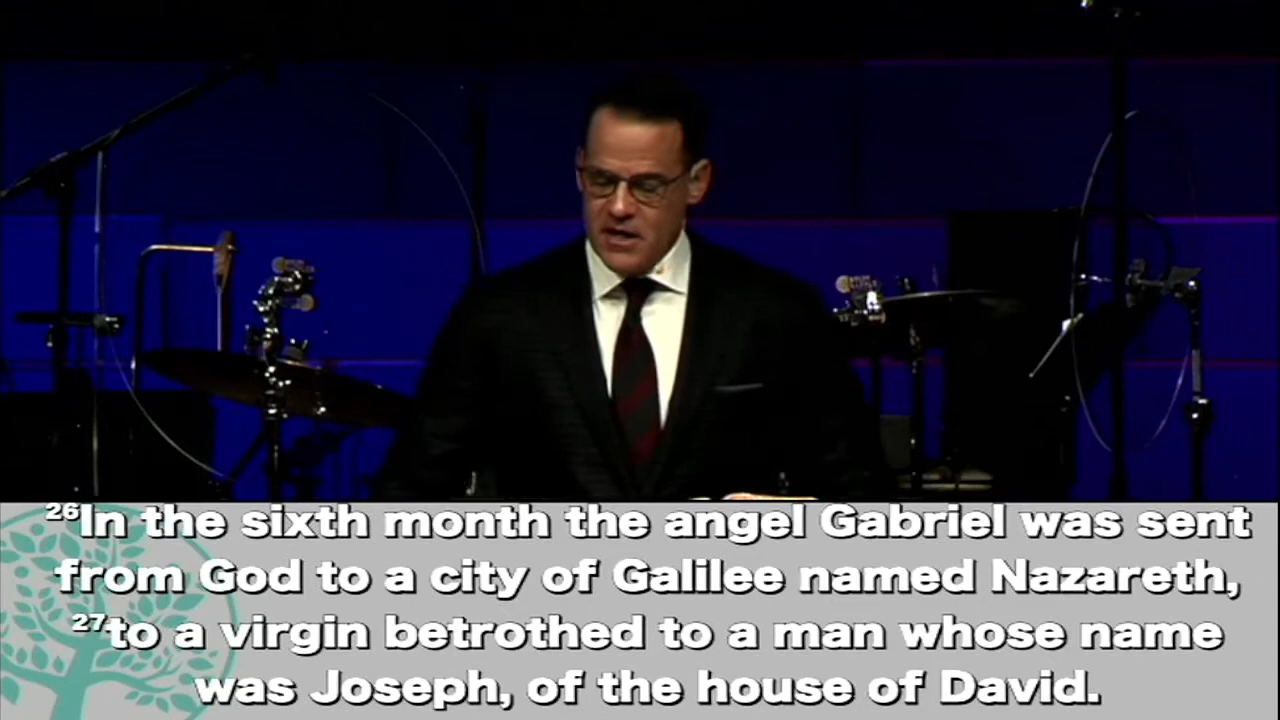 ²⁶In the sixth month the angel Gabriel was sent
from God to a city of Galilee named Nazareth,
²⁷to a virgin betrothed to a man whose name
was Joseph, of the house of David.